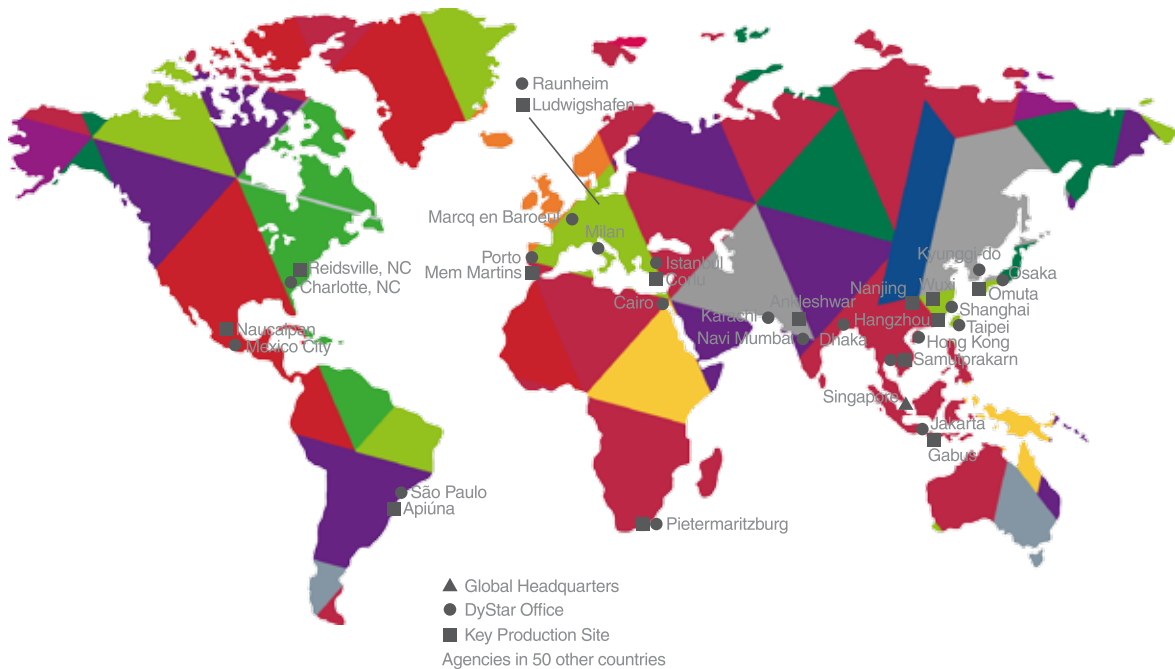 Raunheim
Ludwigshafen
Marcq en Baroeul
Milan
Porto
Mem Martins
Istanbul
Corlu
Cairo
Reidsville, NC
Charlotte, NC
Naucalpan
Mexico City
Kyunggi-do
Osaka
Omuta
Nanjing
Wuxi
Shanghai
Ankleshwar
Karachi
Hangzhou
Taipei
Navi Mumbai
Dhaka
Hong Kong
Samutprakarn
Singapore
Jakarta
Gabus
São Paulo
Apiúna
Pietermaritzburg
Global Headquarters
DyStar Office
Key Production Site
Agencies in 50 other countries